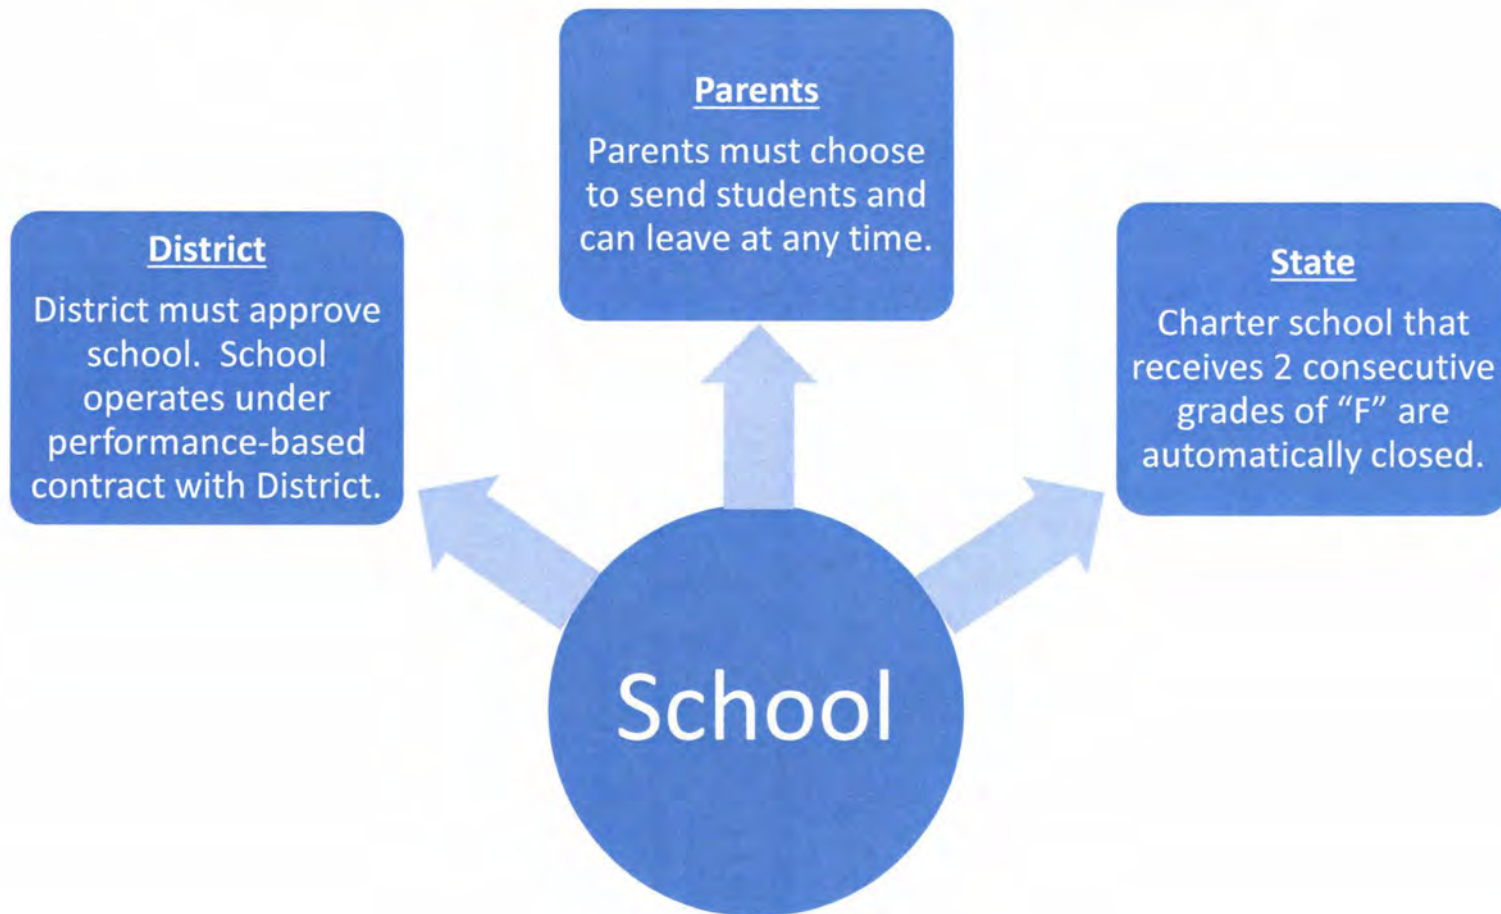 Parents
Parents must choose
to send students and
can leave at any time.
District
District must approve
school. School
operates under
performance-based
contract with District.
State
Charter school that
receives 2 consecutive
grades of “F” are
automatically closed.
School